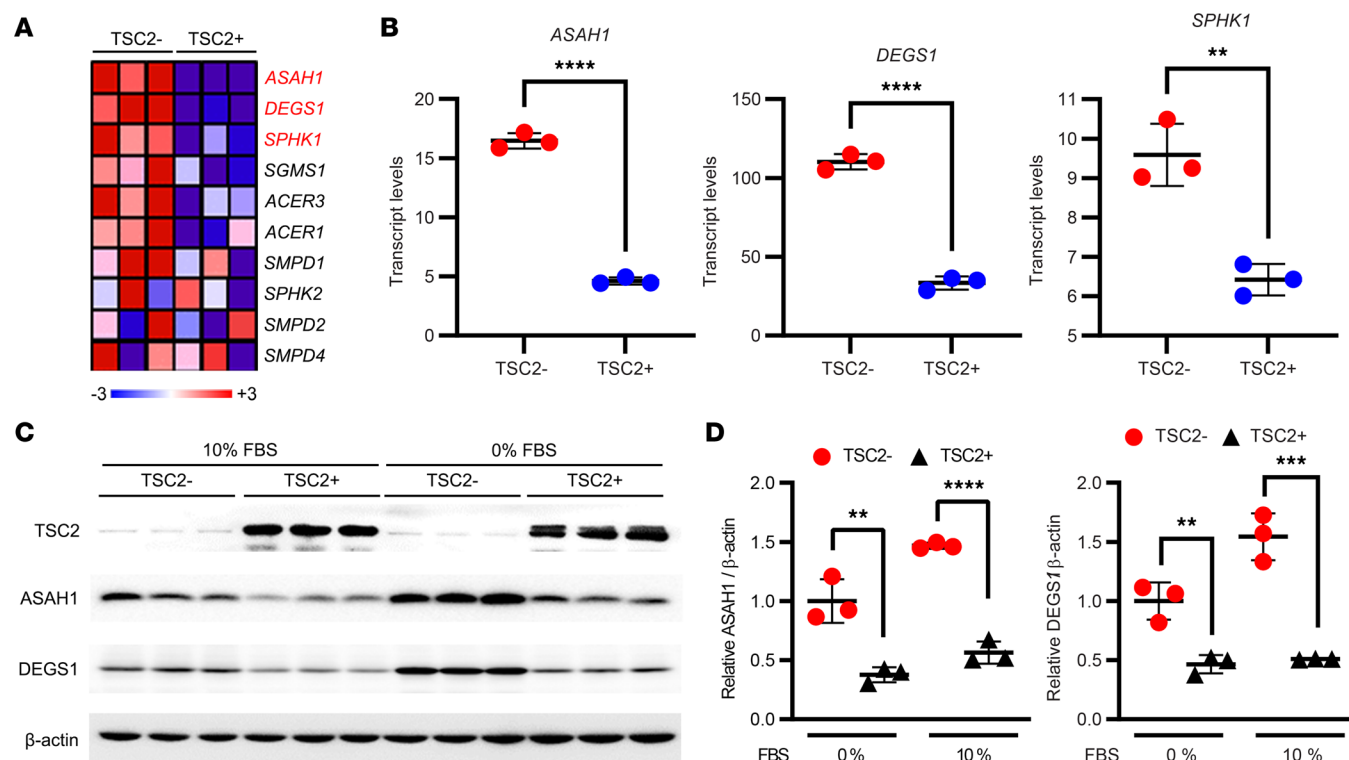 A
TSC2- TSC2+
ASAH1
DEGS1
SPHK1
SGMS1
ACER3
ACER1
SMPD1
SPHK2
SMPD2
SMPD4
-3 +3
B
ASAH1
****
Transcript levels
20
15
10
5
0
TSC2- TSC2+
DEGS1
****
Transcript levels
150
100
50
0
TSC2- TSC2+
SPHK1
**
Transcript levels
11
10
9
8
7
6
5
TSC2- TSC2+
C
10% FBS 0% FBS
TSC2- TSC2+ TSC2- TSC2+
TSC2
ASAH1
DEGS1
β-actin
D
TSC2- TSC2+
** ****
Relative ASAH1 / β-actin
2.0
1.5
1.0
0.5
0.0
FBS 0 % 10 %
TSC2- TSC2+
** ***
Relative DEGS1β-actin
2.0
1.5
1.0
0.5
0.0
FBS 0 % 10 %